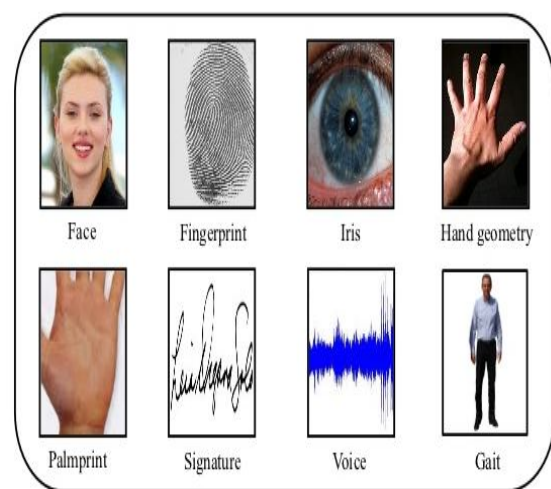 Face
Fingerprint
Iris
Hand geometry
Palmprint
Signature
Voice
Gait